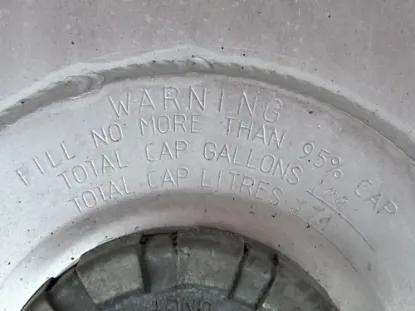 WARNING
FILL NO MORE THAN 95% CAP
TOTAL CAP GALLONS
TOTAL CAP LITRES